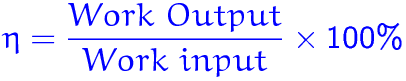 η = Work Output / Work input × 100%